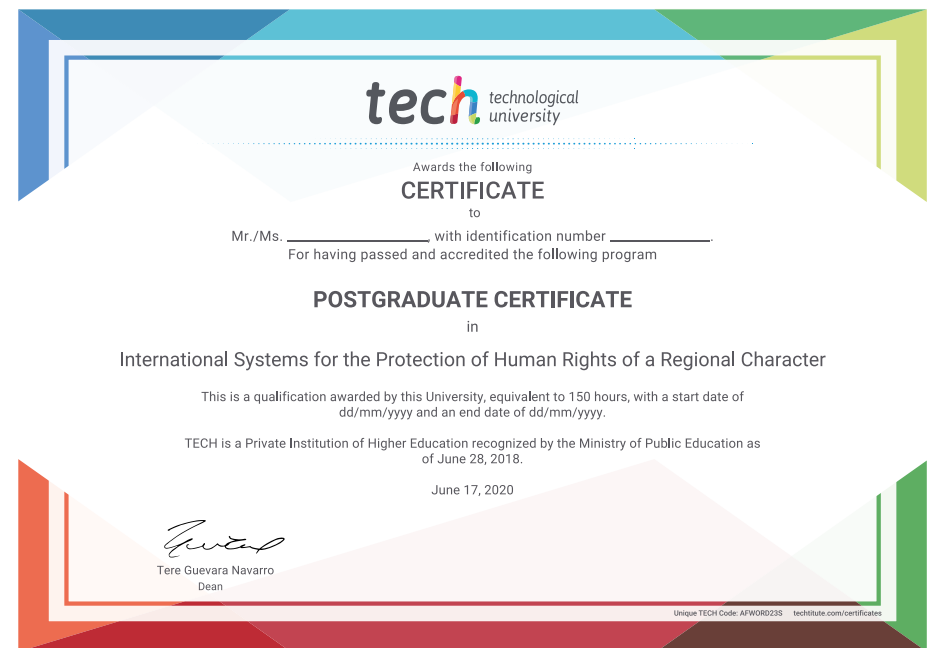 tech technological
university
Awards the following
CERTIFICATE
to
Mr./Ms. ________________, with identification number ____________.
For having passed and accredited the following program
POSTGRADUATE CERTIFICATE
in
International Systems for the Protection of Human Rights of a Regional Character
This is a qualification awarded by this University, equivalent to 150 hours, with a start date of
dd/mm/yyyy and an end date of dd/mm/yyyy.
TECH is a Private Institution of Higher Education recognized by the Ministry of Public Education as
of June 28, 2018.
June 17, 2020
Tere Guevara Navarro
Dean
Unique TECH Code: AFWORD23S techtitute.com/certificates